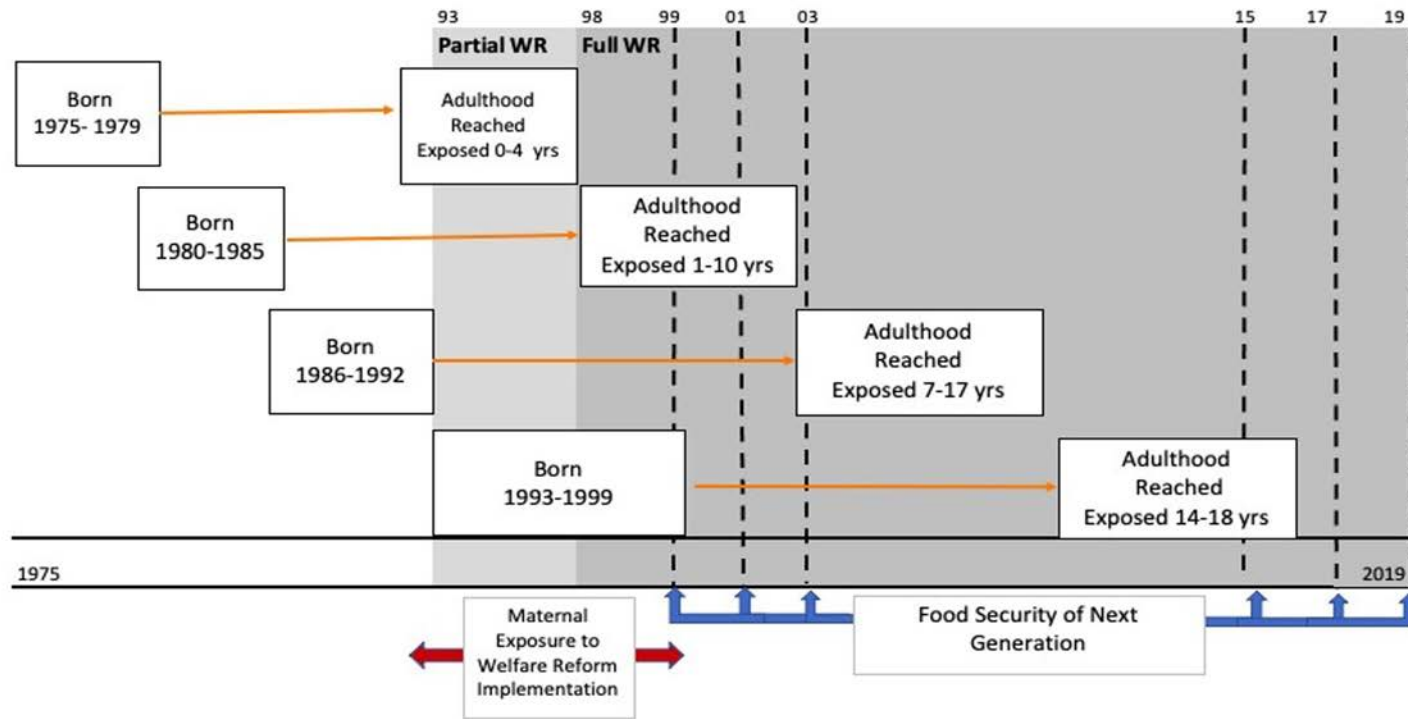 93 98 99 01 03 15 17 19
Partial WR Full WR
Born
1975- 1979
Adulthood
Reached
Exposed 0-4 yrs
Born
1980-1985
Adulthood
Reached
Exposed 1-10 yrs
Born
1986-1992
Adulthood
Reached
Exposed 7-17 yrs
Born
1993-1999
Adulthood
Reached
Exposed 14-18 yrs
1975 2019
Maternal
Exposure to
Welfare Reform
Implementation
Food Security of Next
Generation